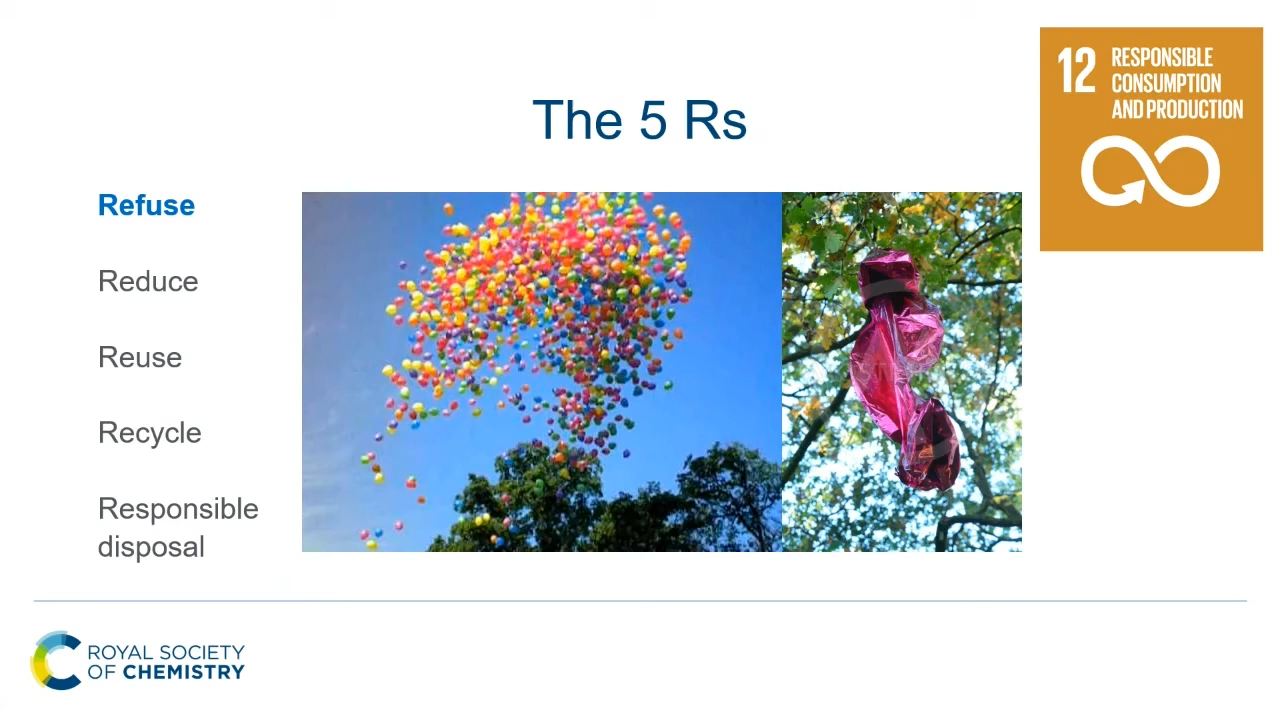 12 RESPONSIBLE
CONSUMPTION
AND PRODUCTION
The 5 Rs
Refuse
Reduce
Reuse
Recycle
Responsible
disposal
ROYAL SOCIETY
OF CHEMISTRY